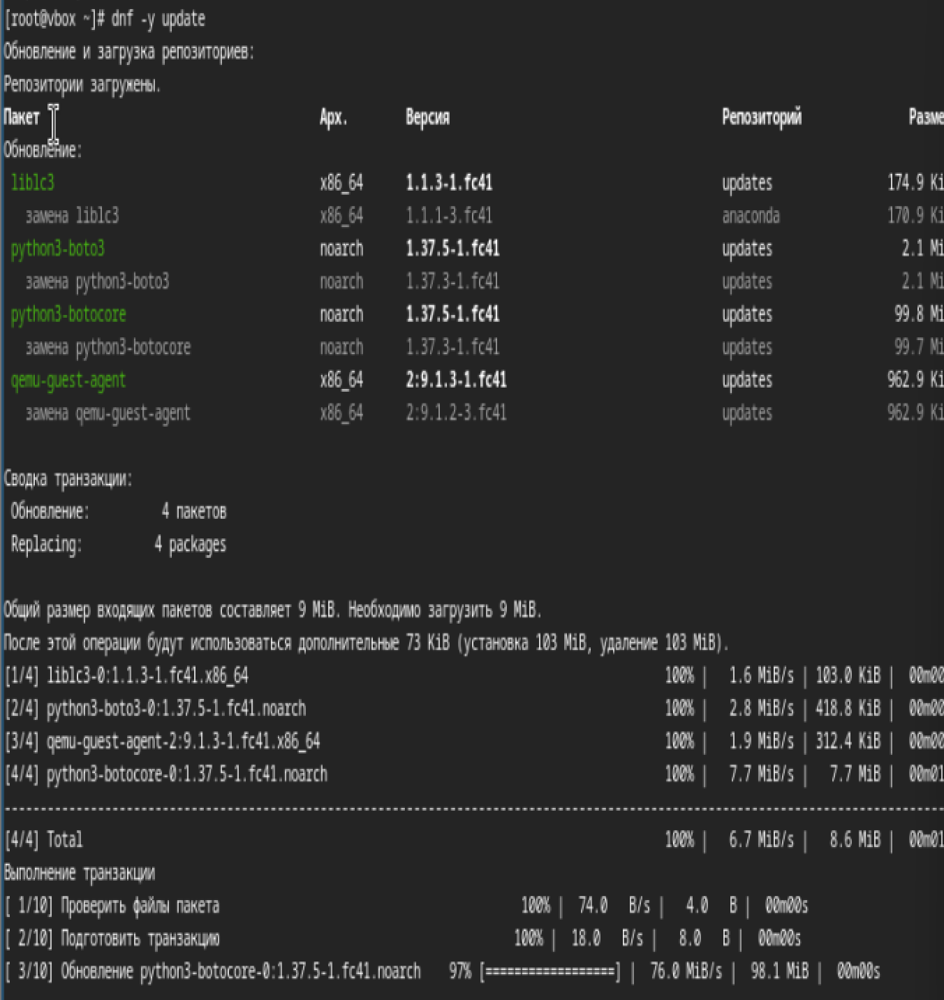 [root@vbox ~]# dnf -y update
Обновление и загрузка репозиториев:
Репозитории загружены.
Пакет Арх. Версия Репозиторий Разме
Обновление:
liblc3 x86_64 1.1.3-1.fc41 updates 174.9 Ki
замена liblc3 x86_64 1.1.1-3.fc41 anaconda 170.9 Ki
python3-boto3 noarch 1.37.5-1.fc41 updates 2.1 Mi
замена python3-boto3 noarch 1.37.3-1.fc41 updates 2.1 Mi
python3-botocore noarch 1.37.5-1.fc41 updates 99.8 Mi
замена python3-botocore noarch 1.37.3-1.fc41 updates 99.7 Mi
qemu-guest-agent x86_64 2:9.1.3-1.fc41 updates 962.9 Ki
замена qemu-guest-agent x86_64 2:9.1.2-3.fc41 updates 962.9 Ki
Сводка транзакции:
Обновление: 4 пакетов
Replacing: 4 packages
Общий размер входящих пакетов составляет 9 MiB. Необходимо загрузить 9 MiB.
После этой операции будут использоваться дополнительные 73 KiB (установка 103 MiB, удаление 103 MiB).
[1/4] liblc3-0:1.1.3-1.fc41.x86_64 100% | 1.6 MiB/s | 103.0 KiB | 00m00
[2/4] python3-boto3-0:1.37.5-1.fc41.noarch 100% | 2.8 MiB/s | 418.8 KiB | 00m00
[3/4] qemu-guest-agent-2:9.1.3-1.fc41.x86_64 100% | 1.9 MiB/s | 312.4 KiB | 00m00
[4/4] python3-botocore-0:1.37.5-1.fc41.noarch 100% | 7.7 MiB/s | 7.7 MiB | 00m01
--------------------------------------------------------------------------------
[4/4] Total 100% | 6.7 MiB/s | 8.6 MiB | 00m01
Выполнение транзакции
[ 1/10] Проверить файлы пакета 100% | 74.0 B/s | 4.0 B | 00m00s
[ 2/10] Подготовить транзакцию 100% | 18.0 B/s | 8.0 B | 00m00s
[ 3/10] Обновление python3-botocore-0:1.37.5-1.fc41.noarch 97% [==================] | 76.0 MiB/s | 98.1 MiB | 00m00s